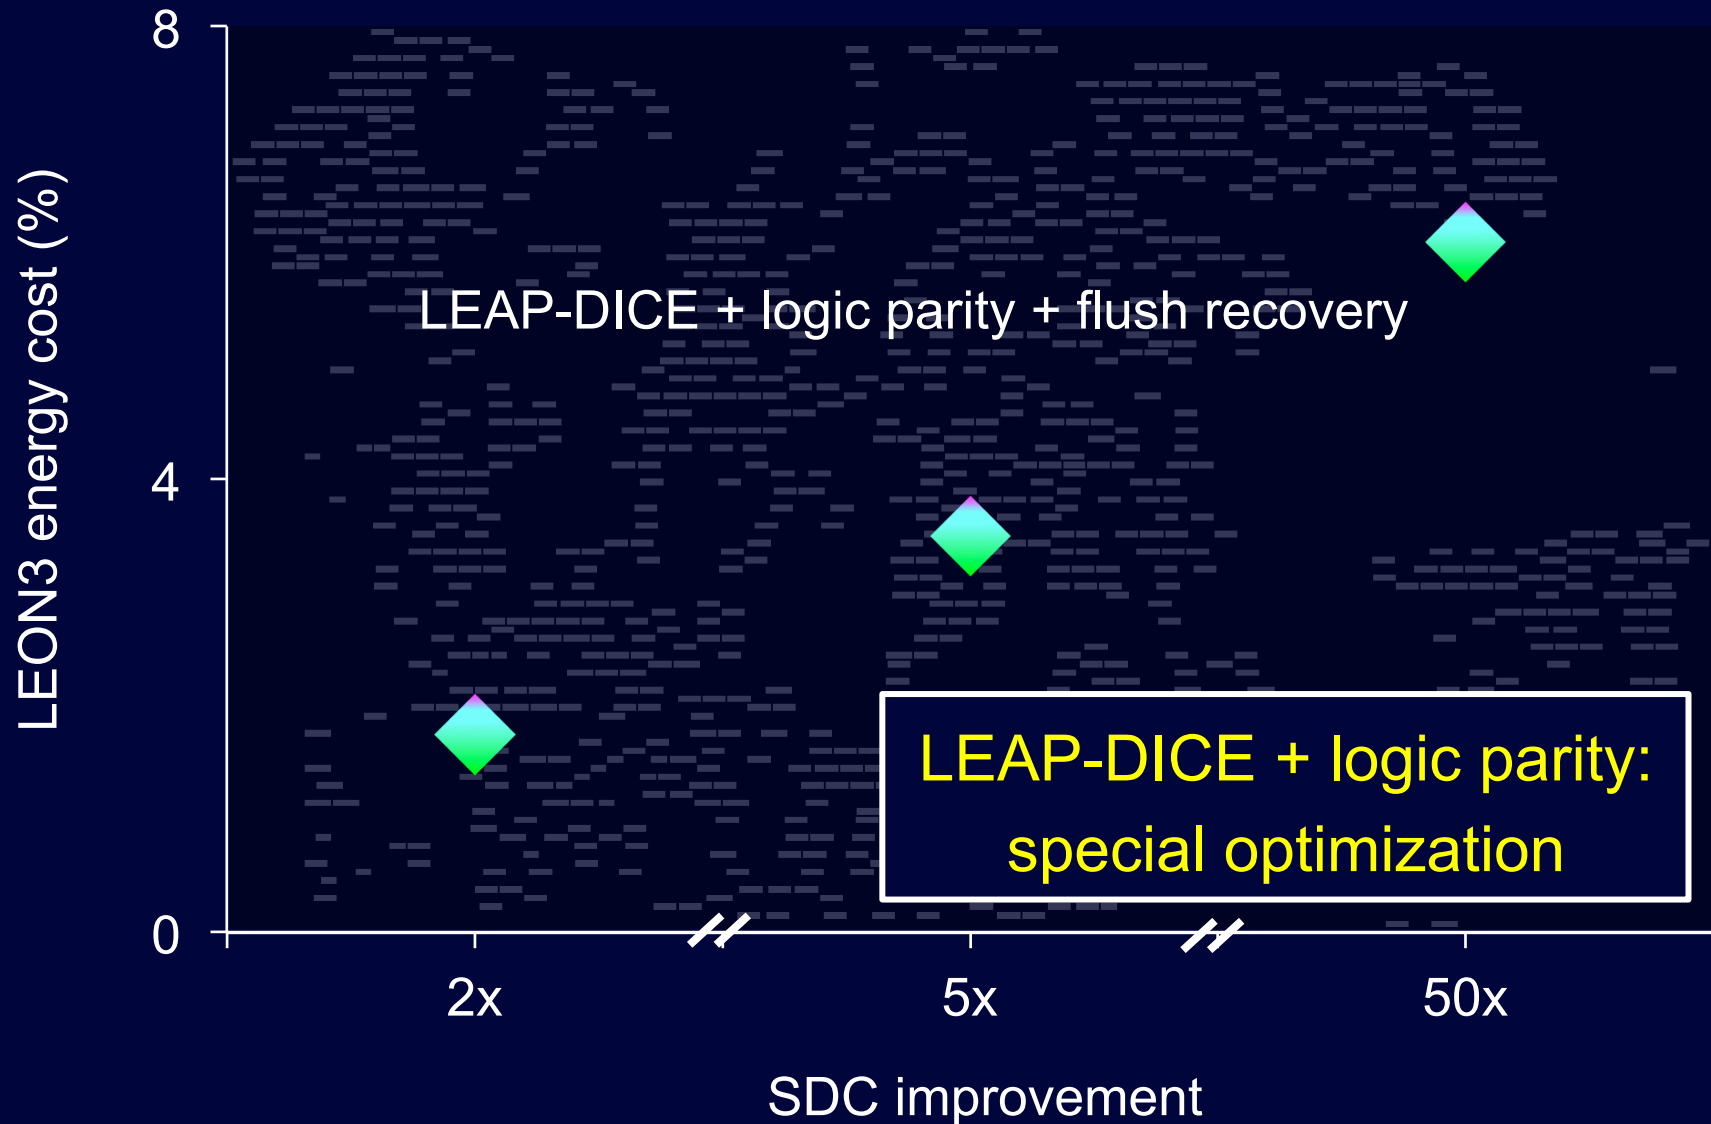 8
LEON3 energy cost (%)
LEAP-DICE + logic parity + flush recovery
4
LEAP-DICE + logic parity:
special optimization
0
2x
5x
50x
SDC improvement